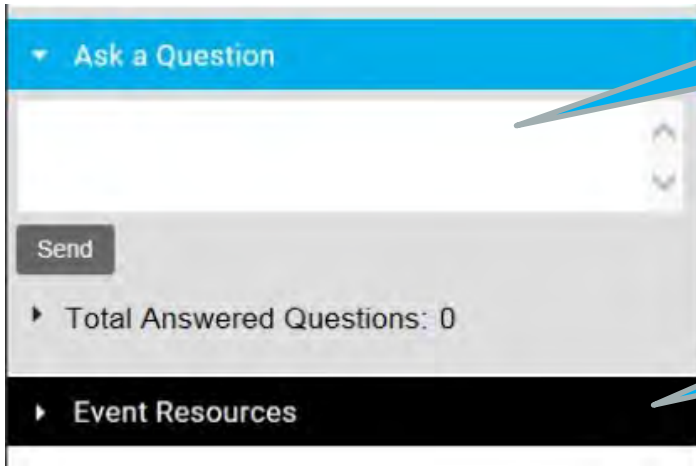 Ask a Question
Send
Total Answered Questions: 0
Event Resources